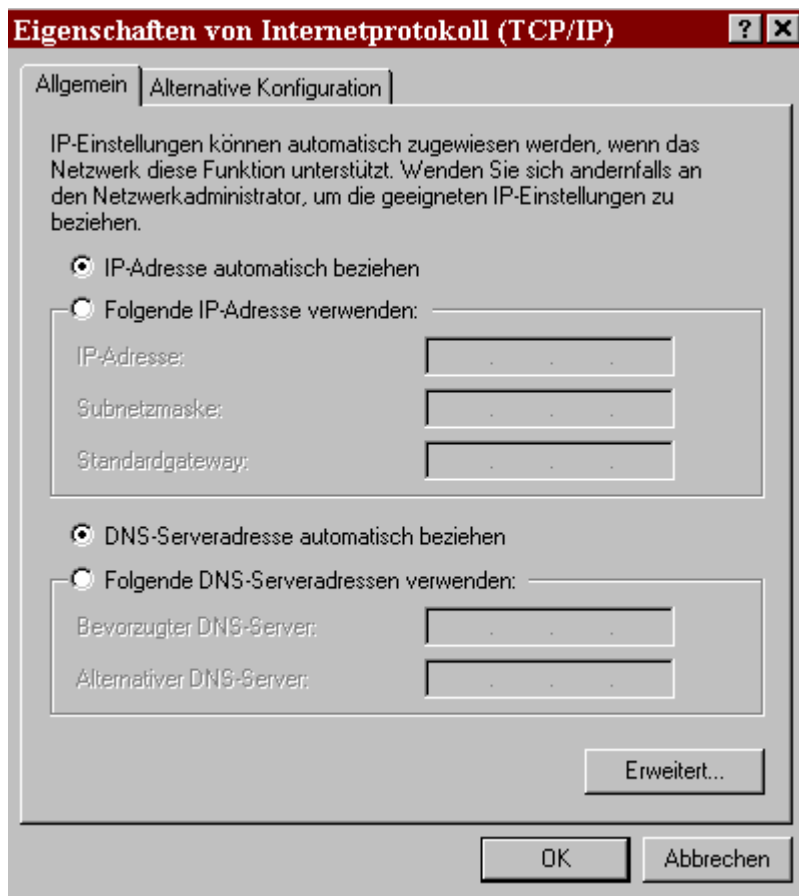 Eigenschaften von Internetprotokoll (TCP/IP)
Allgemein
Alternative Konfiguration
IP-Einstellungen können automatisch zugewiesen werden, wenn das
Netzwerk diese Funktion unterstützt. Wenden Sie sich andernfalls an
den Netzwerkadministrator, um die geeigneten IP-Einstellungen zu
beziehen.
IP-Adresse automatisch beziehen
Folgende IP-Adresse verwenden:
IP-Adresse:
Subnetzmaske:
Standardgateway:
DNS-Serveradresse automatisch beziehen
Folgende DNS-Serveradressen verwenden:
Bevorzugter DNS-Server:
Alternativer DNS-Server:
Erweitert...
OK
Abbrechen